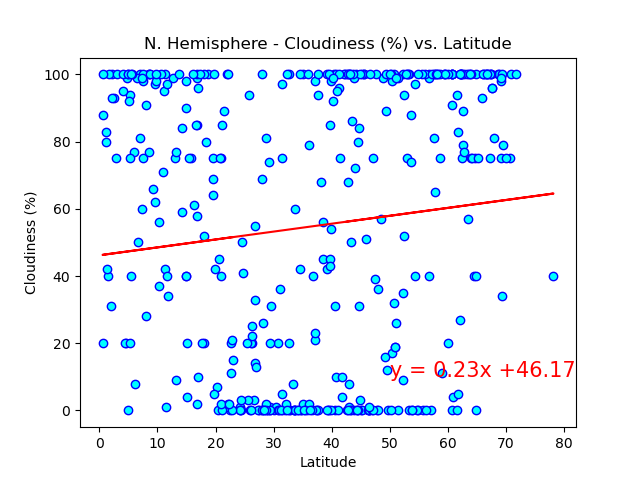 N. Hemisphere - Cloudiness (%) vs. Latitude
100
80
60
40
20
0
Cloudiness (%)
y = 0.23x +46.17
0 10 20 30 40 50 60 70 80
Latitude